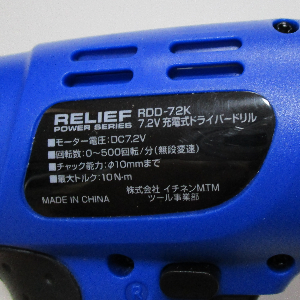 RELIEF RDD-72K
POWER SERIES 7.2V 充電式ドライバードリル
■モーター電圧:DC7.2V
■回転数:0～500回転/分(無段変速)
■チャック能力:Φ10mmまで
■最大トルク:10N·m
株式会社 イチネンMTM
MADE IN CHINA ツール事業部